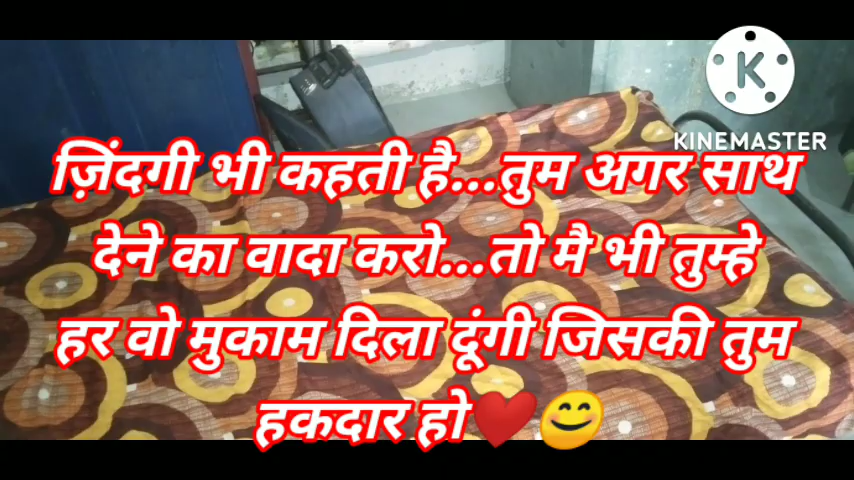 KINEMASTER
ज़िंदगी भी कहती है...तुम अगर साथ
देने का वादा करो...तो मै भी तुम्हे
हर वो मुकाम दिला दूंगी जिसकी तुम
हकदार हो❤️😊